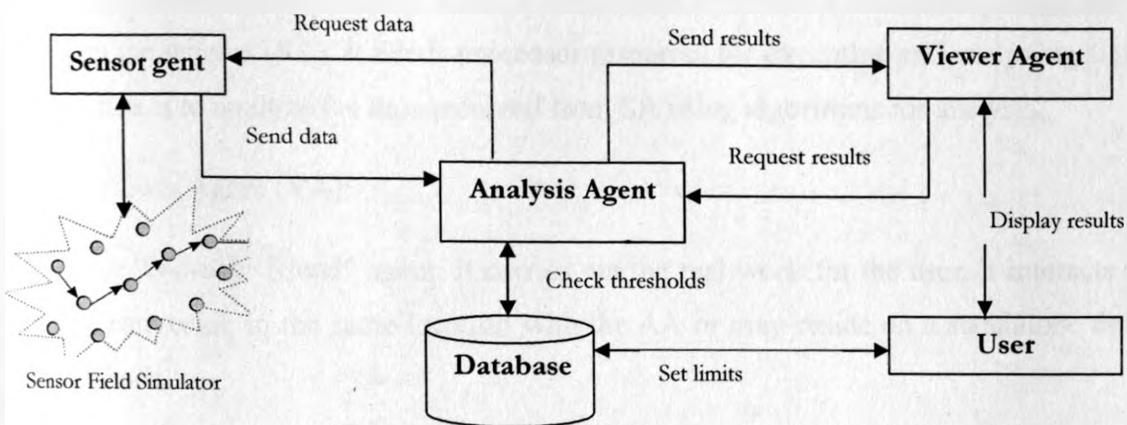 Request data
Send results
Sensor gent
Viewer Agent
Send data
Request results
Analysis Agent
Display results
Check thresholds
Database
User
Set limits
Sensor Field Simulator